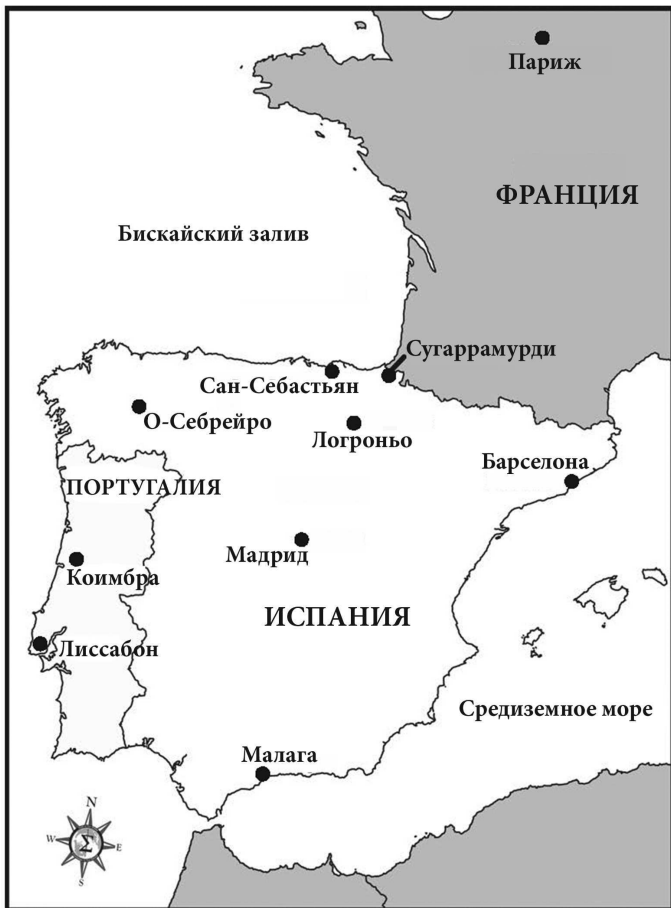 Париж
ФРАНЦИЯ
Бискайский залив
Сугаррамурди
Сан-Себастьян
О-Себрейро
Логроньо
Барселона
ПОРТУГАЛИЯ
Мадрид
Коимбра
ИСПАНИЯ
Лиссабон
Средиземное море
Малага
N
W
Σ
E
S